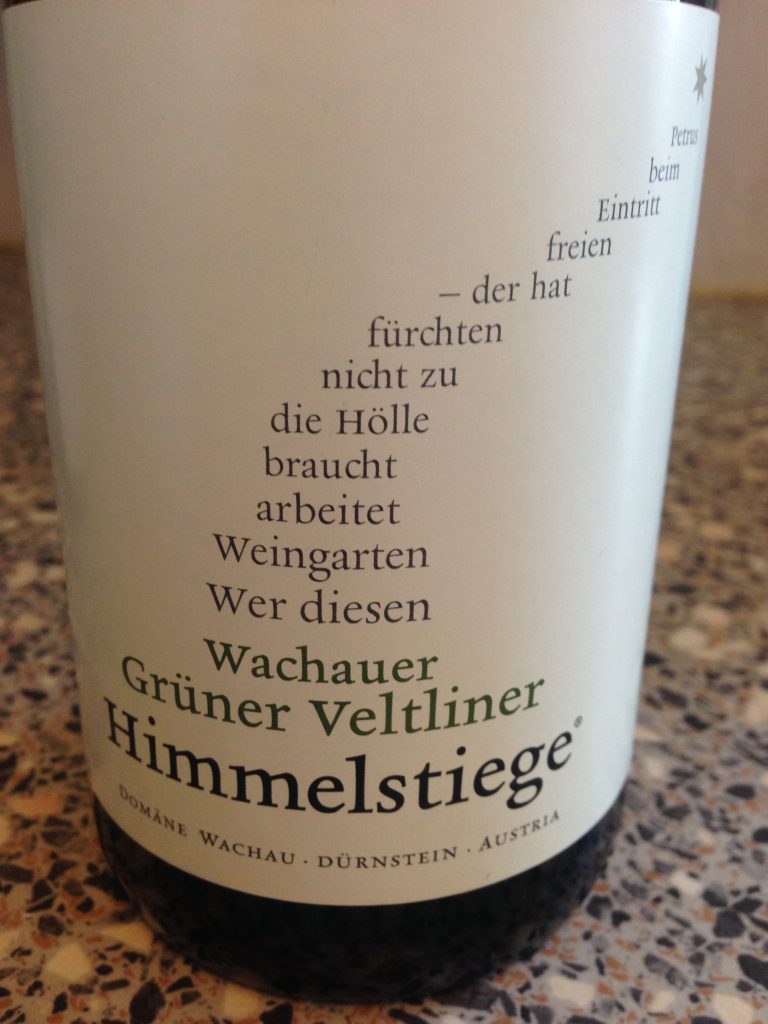 Petrus
beim
Eintritt
freien
– der hat
fürchten
nicht zu
die Hölle
braucht
arbeitet
Weingarten
Wer diesen
Wachauer
Grüner Veltliner
Himmelstiege®
DOMÄNE WACHAU · DÜRNSTEIN · AUSTRIA